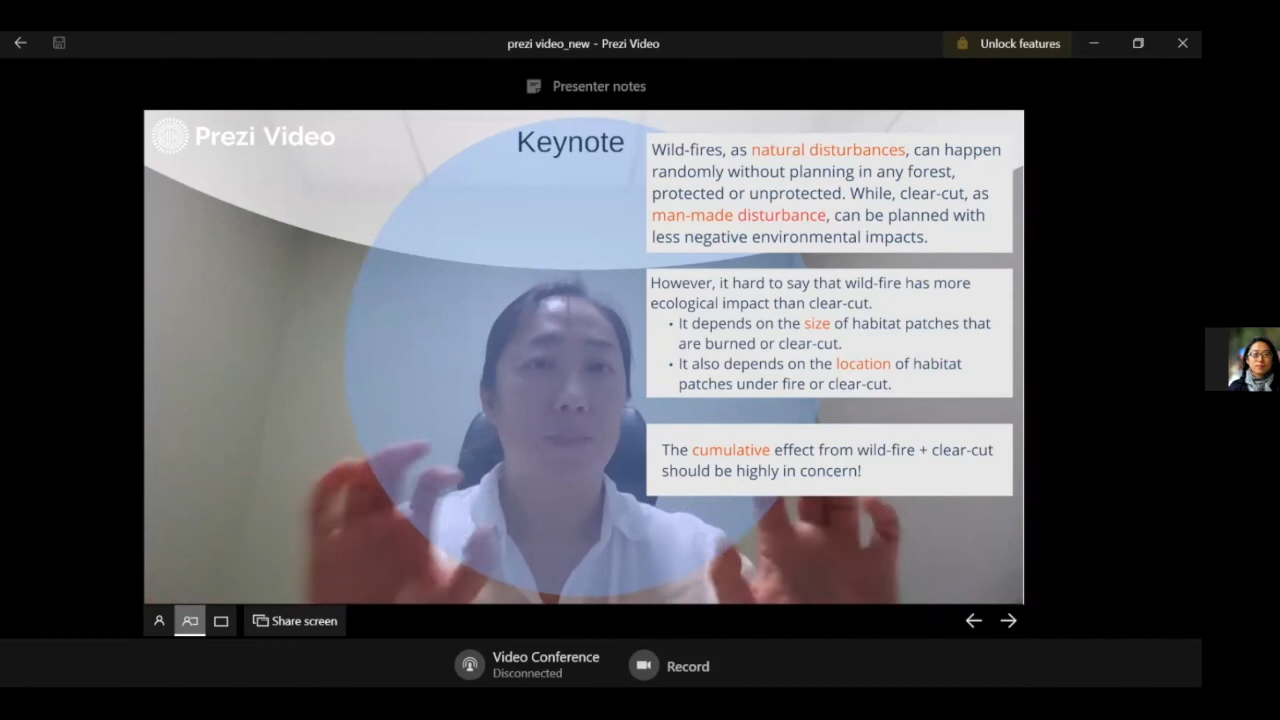 prezi video_new - Prezi Video
Unlock features
Presenter notes
Prezi Video
Keynote
Wild-fires, as natural disturbances, can happen
randomly without planning in any forest,
protected or unprotected. While, clear-cut, as
man-made disturbance, can be planned with
less negative environmental impacts.
However, it hard to say that wild-fire has more
ecological impact than clear-cut.
• It depends on the size of habitat patches that
are burned or clear-cut.
• It also depends on the location of habitat
patches under fire or clear-cut.
The cumulative effect from wild-fire + clear-cut
should be highly in concern!
Share screen
Video Conference
Disconnected
Record